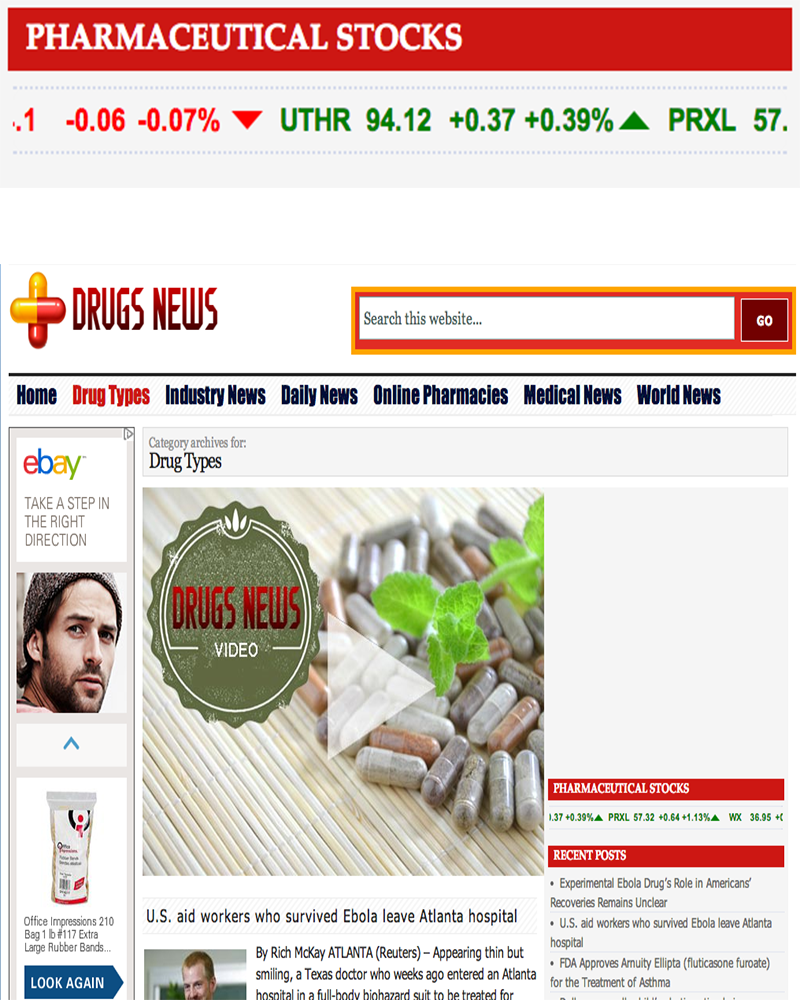 PHARMACEUTICAL STOCKS
.1 -0.06 -0.07% UTHR 94.12 +0.37 +0.39% PRXL 57.
DRUGS NEWS
Search this website...
GO
Home Drug Types Industry News Daily News Online Pharmacies Medical News World News
ebay™
TAKE A STEP IN
THE RIGHT
DIRECTION
Office Impressions 210
Bag 1 lb #117 Extra
Large Rubber Bands...
LOOK AGAIN
Category archives for:
Drug Types
DRUGS NEWS
VIDEO
U.S. aid workers who survived Ebola leave Atlanta hospital
By Rich McKay ATLANTA (Reuters) – Appearing thin but
smiling, a Texas doctor who weeks ago entered an Atlanta
hospital in a full-body biohazard suit to be treated for
PHARMACEUTICAL STOCKS
.37 +0.39% PRXL 57.32 +0.64 +1.13% WX 36.95 +0
RECENT POSTS
• Experimental Ebola Drug's Role in Americans'
Recoveries Remains Unclear
• U.S. aid workers who survived Ebola leave Atlanta
hospital
• FDA Approves Arnuity Ellipta (fluticasone furoate)
for the Treatment of Asthma